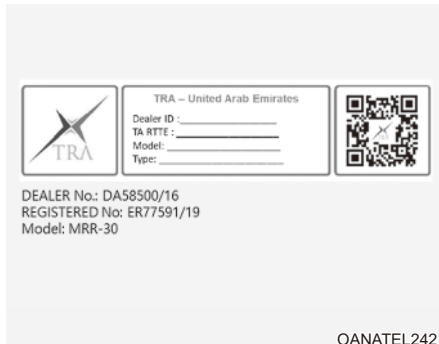 TRA
TRA – United Arab Emirates
Dealer ID :
TA RTTE :
Model:
Type:
TRA
DEALER No.: DA58500/16
REGISTERED No: ER77591/19
Model: MRR-30
OANATEL242